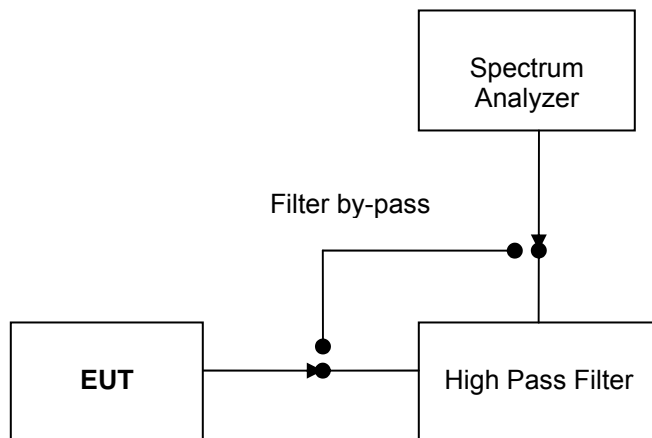 Spectrum
Analyzer
Filter by-pass
EUT
High Pass Filter